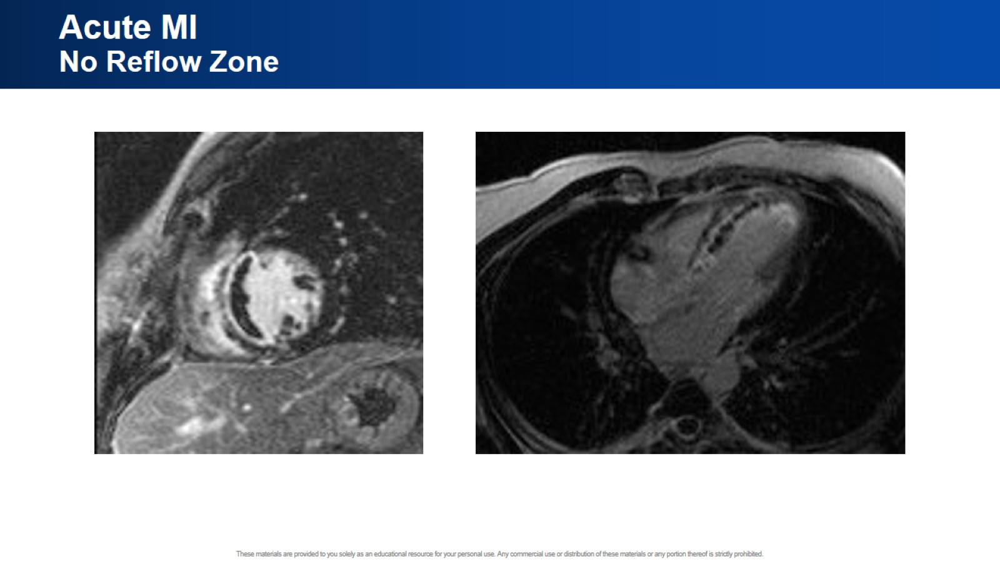 Acute MI
No Reflow Zone
These materials are provided to you solely as an educational resource for your personal use. Any commercial use or distribution of these materials or any portion thereof is strictly prohibited.